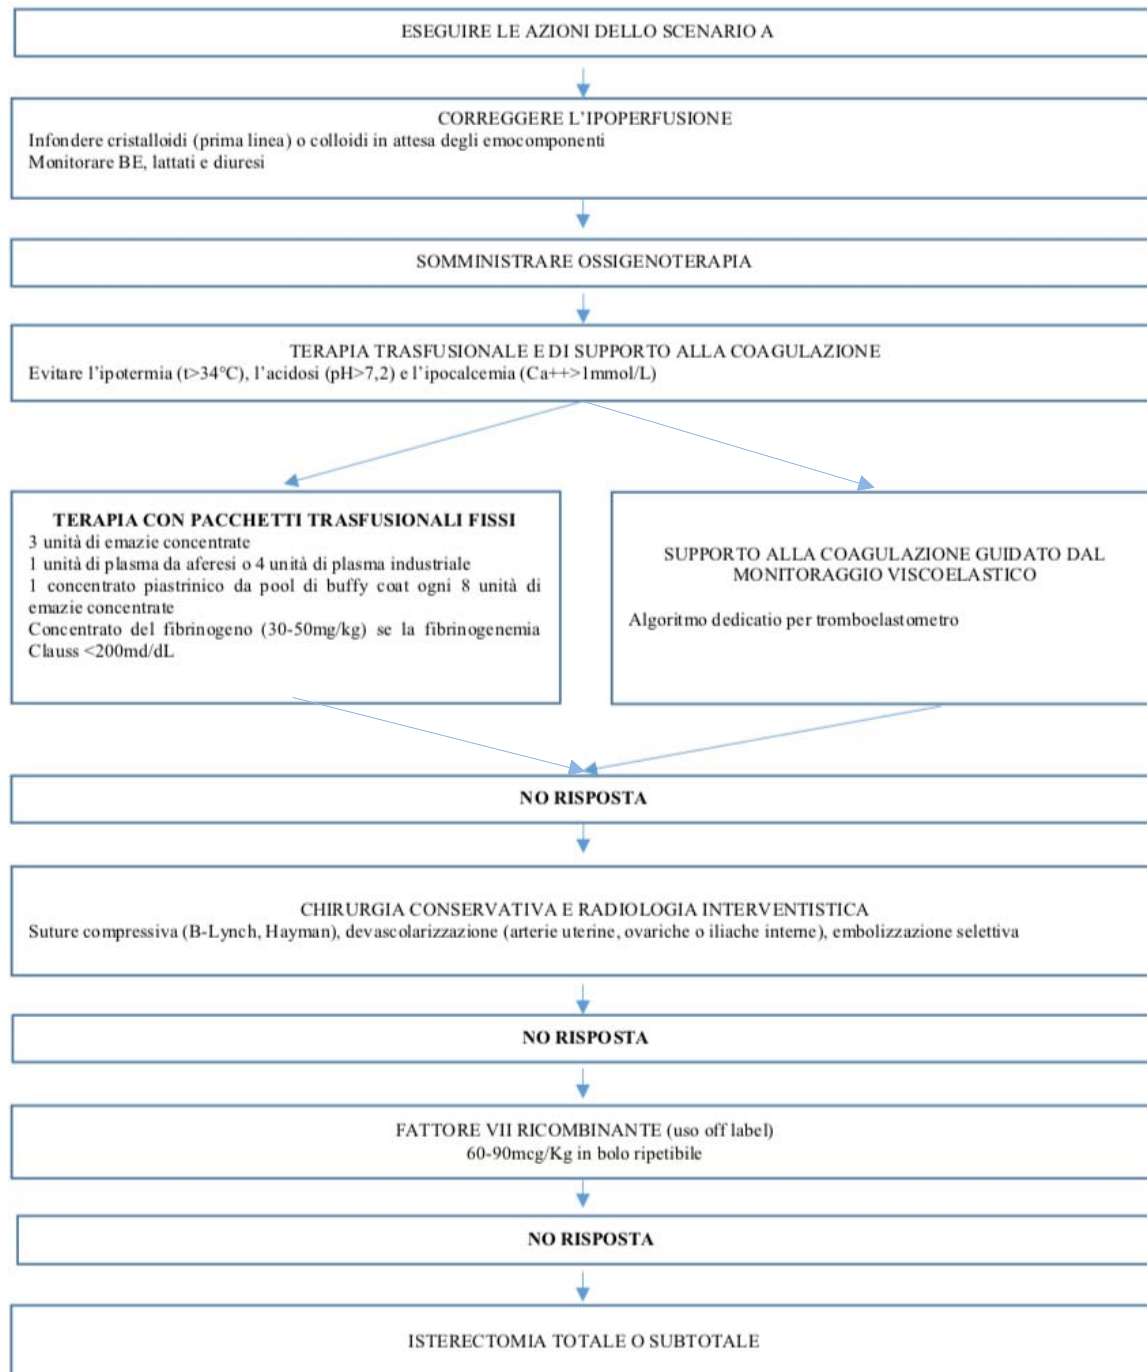 ESEGUIRE LE AZIONI DELLO SCENARIO A
CORREGGERE L'IPOPERFUSIONE
Infondere cristalloidi (prima linea) o colloidi in attesa degli emocomponenti
Monitorare BE, lattati e diuresi
SOMMINISTRARE OSSIGENOTERAPIA
TERAPIA TRASFUSIONALE E DI SUPPORTO ALLA COAGULAZIONE
Evitare l'ipotermia (t>34°C), l'acidosi (pH>7,2) e l'ipocalcemia (Ca++>1mmol/L)
TERAPIA CON PACCHETTI TRASFUSIONALI FISSI
3 unità di emazie concentrate
1 unità di plasma da aferesi o 4 unità di plasma industriale
1 concentrato piastrinico da pool di buffy coat ogni 8 unità di
emazie concentrate
Concentrato del fibrinogeno (30-50mg/kg) se la fibrinogenemia
Clauss <200md/dL
SUPPORTO ALLA COAGULAZIONE GUIDATO DAL
MONITORAGGIO VISCOELASTICO
Algoritmo dedicatio per tromboelastometro
NO RISPOSTA
CHIRURGIA CONSERVATIVA E RADIOLOGIA INTERVENTISTICA
Suture compressiva (B-Lynch, Hayman), devascolarizzazione (arterie uterine, ovariche o iliache interne), embolizzazione selettiva
NO RISPOSTA
FATTORE VII RICOMBINANTE (uso off label)
60-90mcg/Kg in bolo ripetibile
NO RISPOSTA
ISTERECTOMIA TOTALE O SUBTOTALE